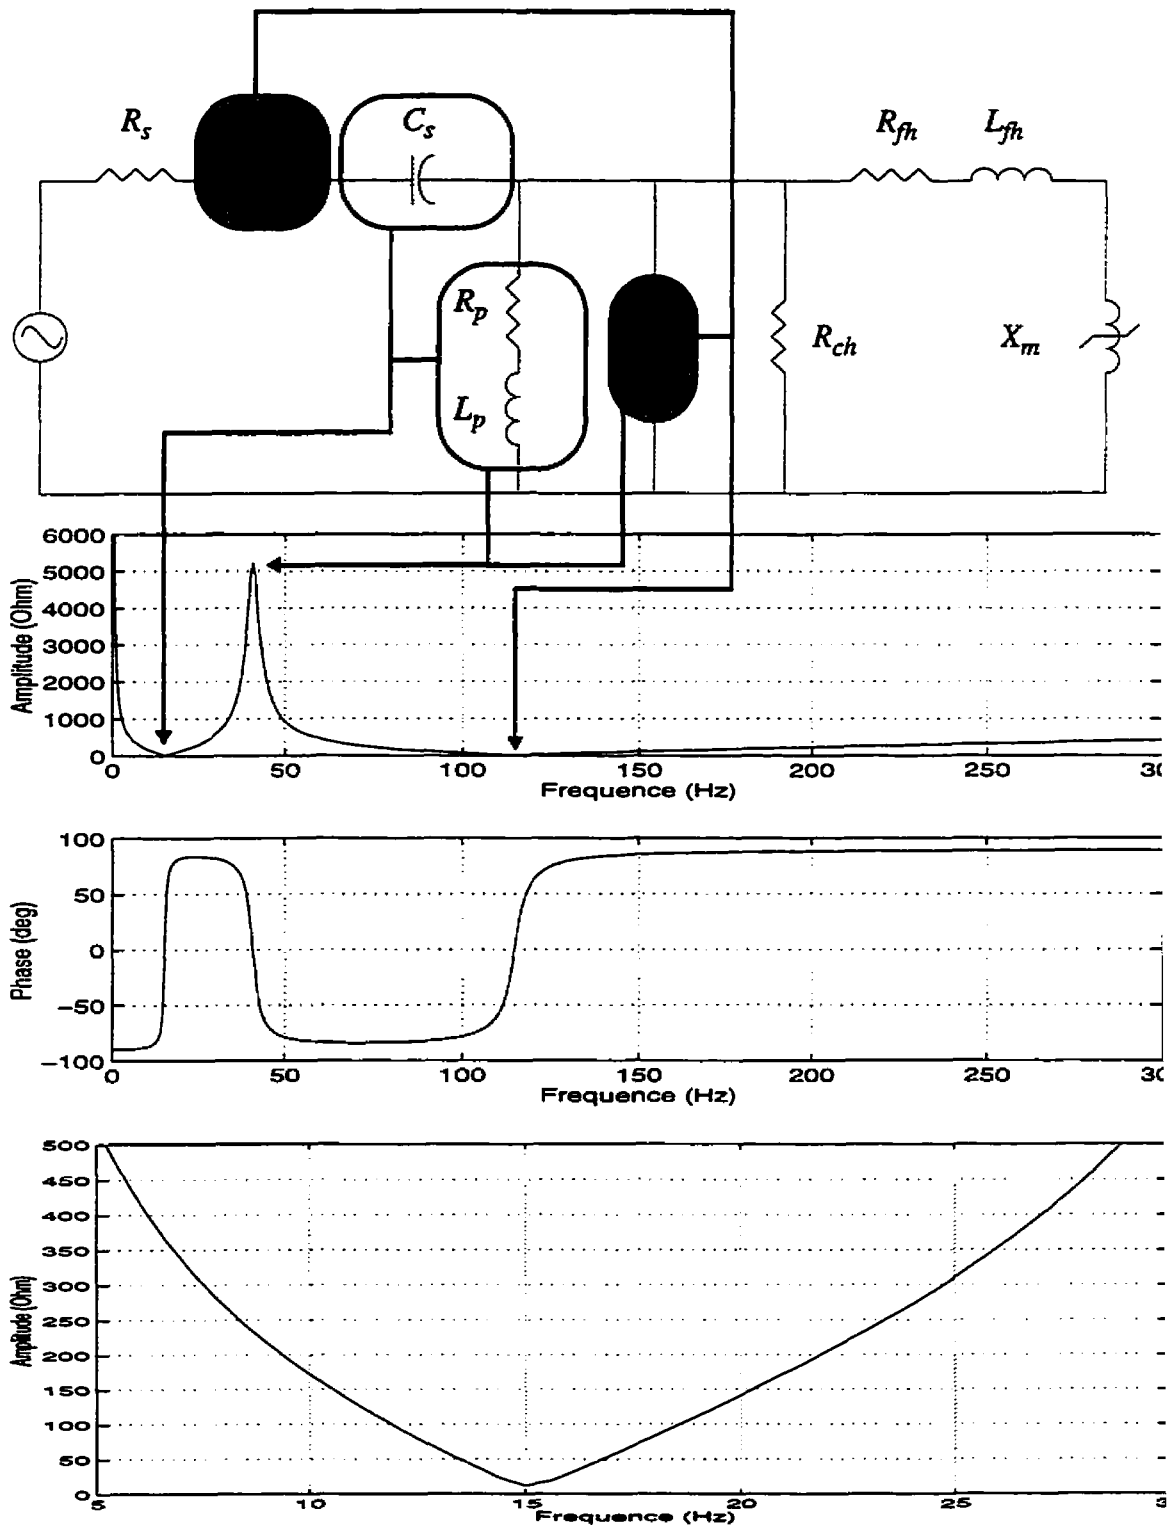 R_s
C_s
R_fh
L_fh
R_p
L_p
R_ch
X_m
6000
5000
4000
3000
2000
1000
0
Amplitude (Ohm)
0 50 100 150 200 250 30
Frequence (Hz)
100
50
0
−50
−100
Phase (deg)
0 50 100 150 200 250 30
Frequence (Hz)
500
450
400
350
300
250
200
150
100
50
0
Amplitude (Ohm)
5 10 15 20 25 3
Frequence (Hz)